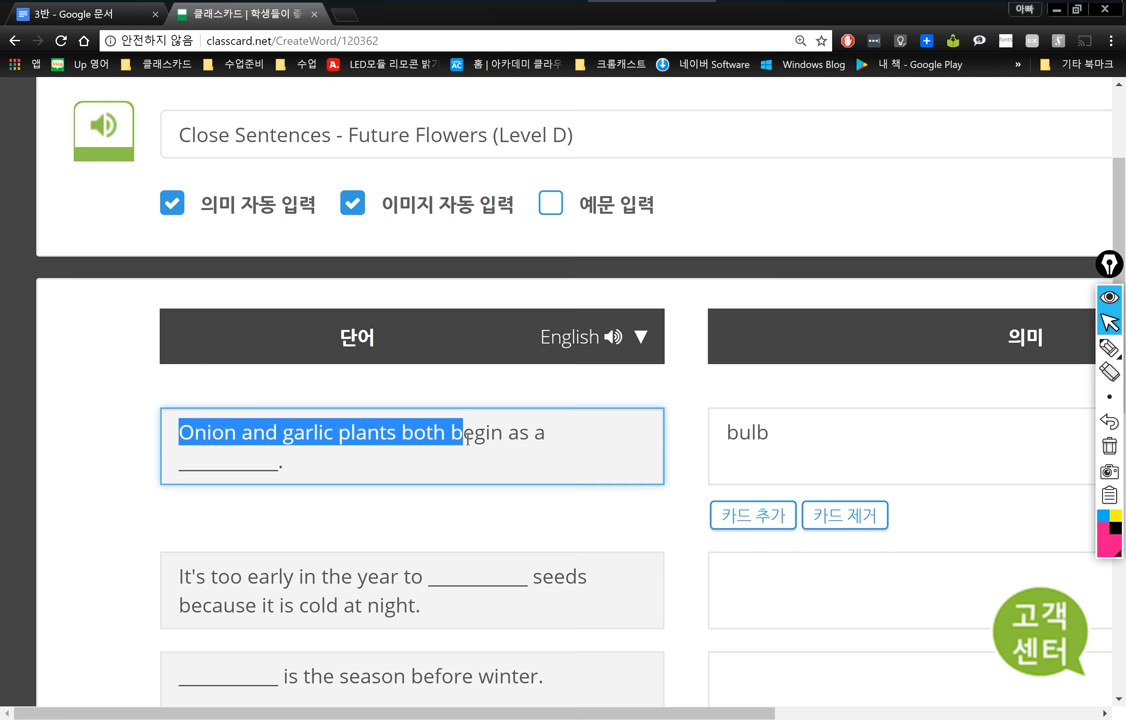 3반 - Google 문서
클래스카드 | 학생들이 좋
아빠
안전하지 않음 classcard.net/CreateWord/120362
앱 Up 영어 클래스카드 수업준비 수업 LED모듈 리모콘 밝기 홈 | 아카데미 클라우 크롬캐스트 네이버 Software Windows Blog 내 책 - Google Play » 기타 북마크
Close Sentences - Future Flowers (Level D)
의미 자동 입력 이미지 자동 입력 예문 입력
단어 English ▼ 의미
Onion and garlic plants both begin as a
__________.
bulb
카드 추가 카드 제거
It's too early in the year to __________ seeds
because it is cold at night.
__________ is the season before winter.
고객
센터